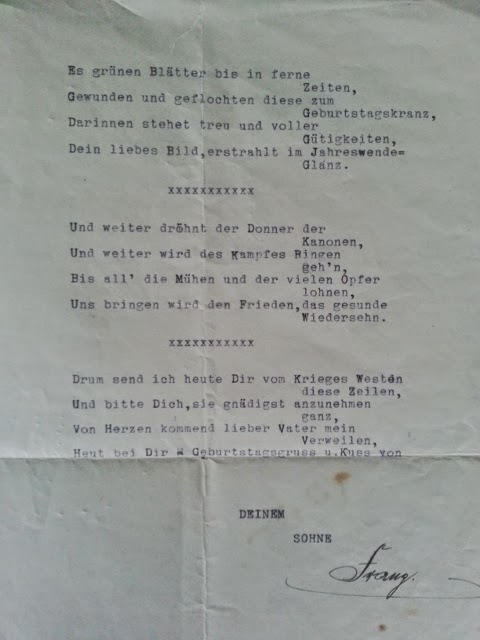 Es grünen Blätter bis in ferne
Zeiten,
Gewunden und geflochten diese zum
Geburtstagskranz,
Darinnen stehet treu und voller
Gütigkeiten,
Dein liebes Bild,erstrahlt im Jahreswende=
Glanz.
xxxxxxxxxxx
Und weiter dröhnt der Donner der
Kanonen,
Und weiter wird des Kampfes Ringen
geh'n,
Bis all' die Mühen und der vielen Opfer
lohnen,
Uns bringen wird den Frieden,das gesunde
Wiedersehn.
xxxxxxxxxxx
Drum send ich heute Dir vom Krieges Westen
diese Zeilen,
Und bitte Dich,sie gnädigst anzunehmen
ganz,
Von Herzen kommend lieber Vater mein
Verweilen,
Heut bei Dir Geburtstagsgruss u.Kuss von
DEINEM
SOHNE
Franz.